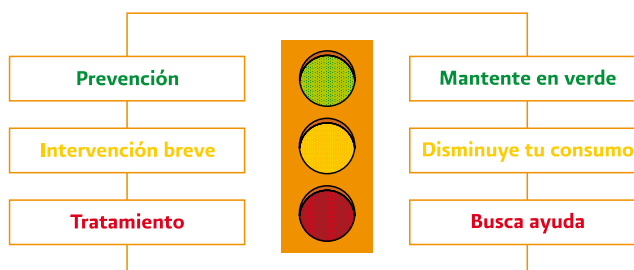 Prevención
Mantente en verde
Intervención breve
Disminuye tu consumo
Tratamiento
Busca ayuda